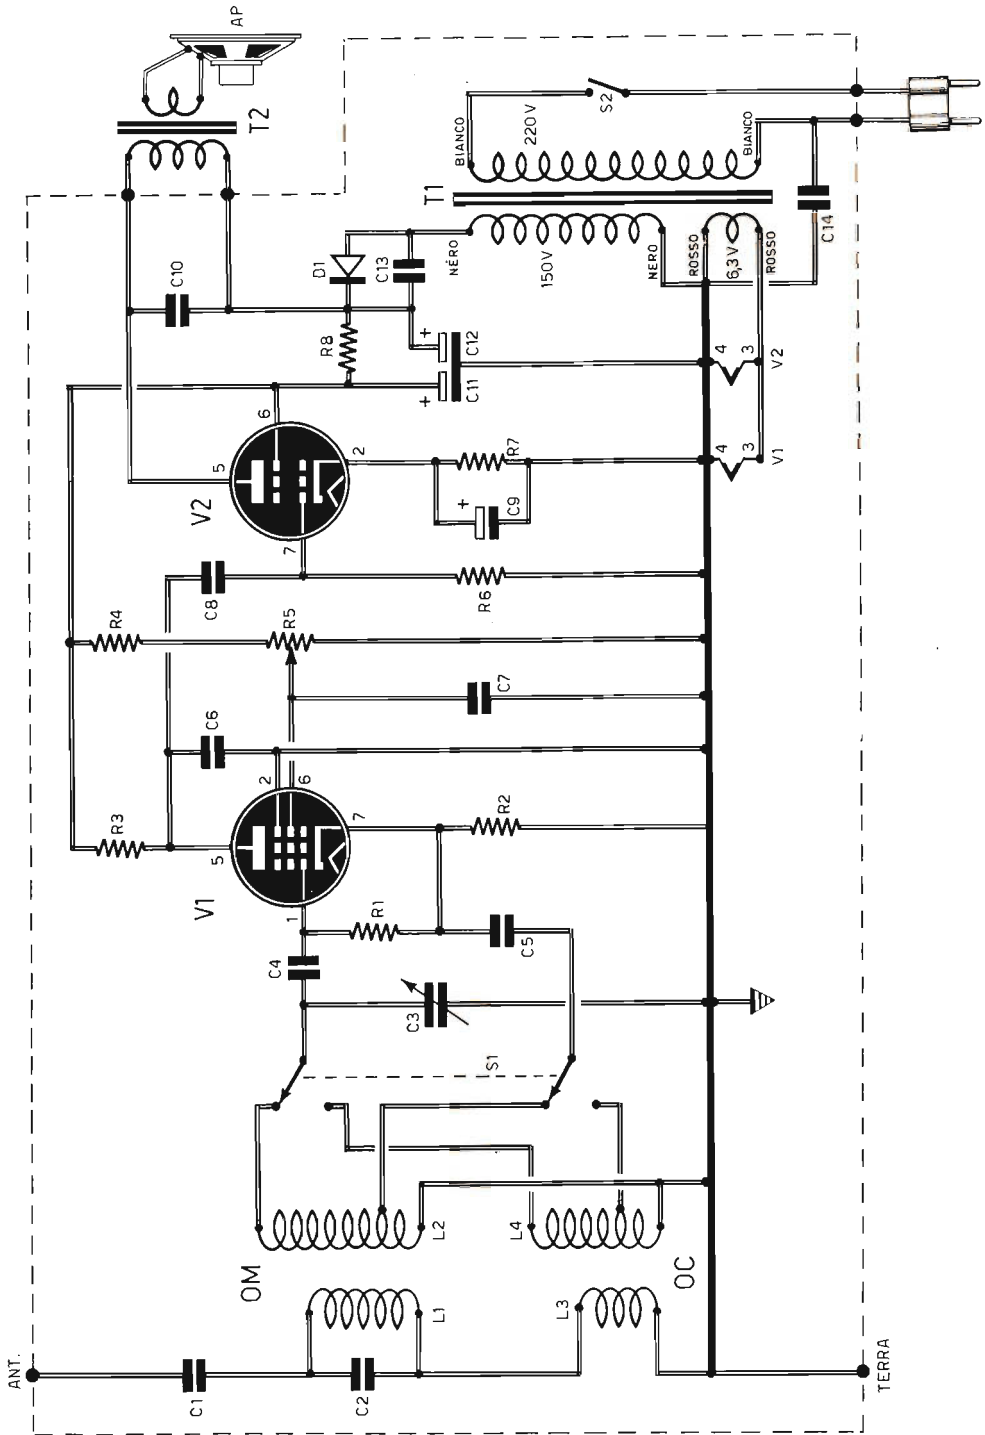 ANT.
C1
C2
L1
L3
TERRA
OM
L2
L4
OC
S1
C3
C4
1
R1
C5
V1
5
2
6
7
R2
R3
C6
C7
R4
R5
C8
R6
7
V2
5
6
2
+
C9
R7
V1
4
3
V2
4
3
+
C11
+
C12
R8
C10
D1
C13
NERO
150V
NERO
ROSSO
6,3 V
ROSSO
T1
C14
BIANCO
220 V
BIANCO
S2
T2
AP